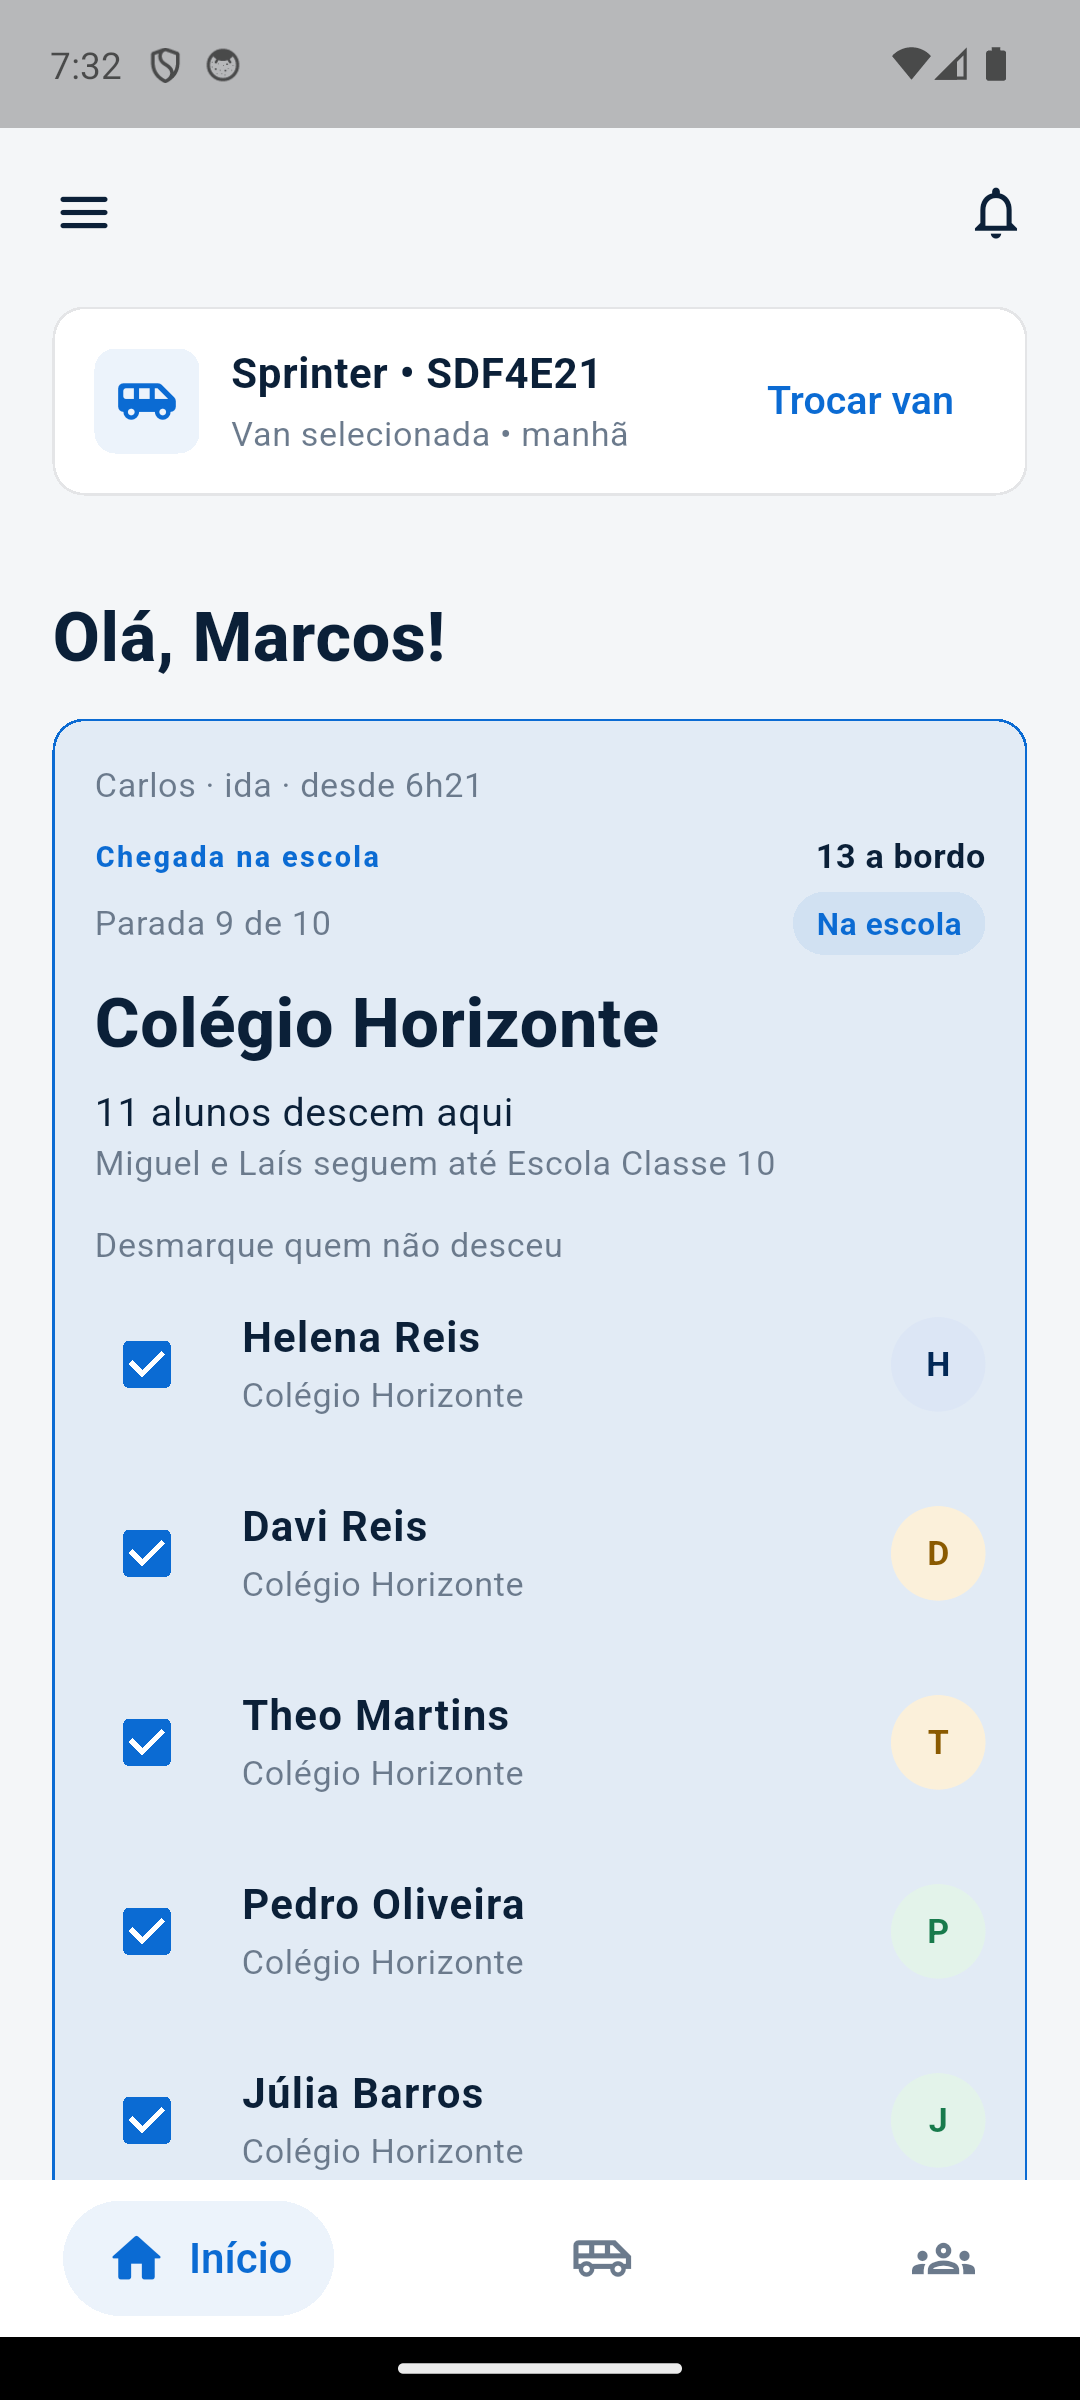 7:32
Sprinter • SDF4E21
Van selecionada • manhã
Trocar van
Olá, Marcos!
Carlos · ida · desde 6h21
Chegada na escola
13 a bordo
Parada 9 de 10
Na escola
Colégio Horizonte
11 alunos descem aqui
Miguel e Laís seguem até Escola Classe 10
Desmarque quem não desceu
Helena Reis
Colégio Horizonte
H
Davi Reis
Colégio Horizonte
D
Theo Martins
Colégio Horizonte
T
Pedro Oliveira
Colégio Horizonte
P
Júlia Barros
Colégio Horizonte
J
Início